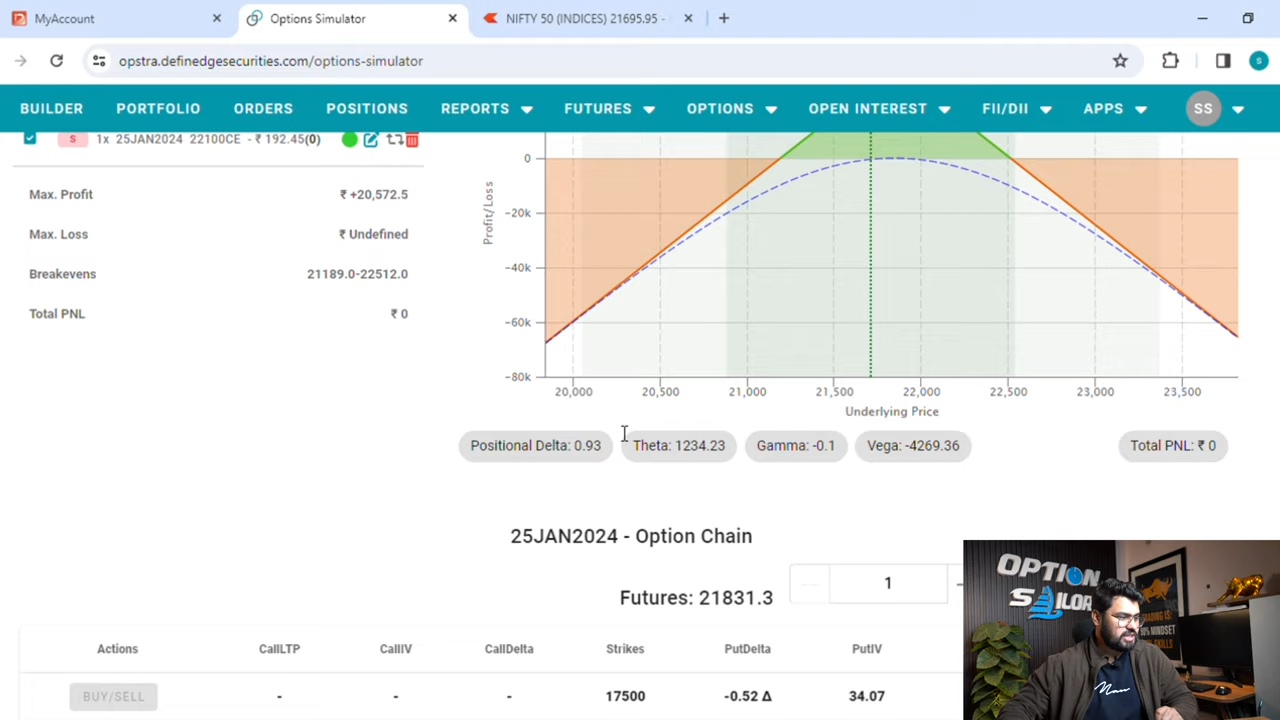 MyAccount
Options Simulator
NIFTY 50 (INDICES) 21695.95 -
opstra.definedgesecurities.com/options-simulator
BUILDER PORTFOLIO ORDERS POSITIONS REPORTS FUTURES OPTIONS OPEN INTEREST FII/DII APPS SS
S 1x 25JAN2024 22100CE - ₹ 192.45(0)
Max. Profit ₹ +20,572.5
Max. Loss ₹ Undefined
Breakevens 21189.0-22512.0
Total PNL ₹ 0
Profit/Loss
0
-20k
-40k
-60k
-80k
20,000 20,500 21,000 21,500 22,000 22,500 23,000 23,500
Underlying Price
Positional Delta: 0.93 Theta: 1234.23 Gamma: -0.1 Vega: -4269.36 Total PNL: ₹ 0
25JAN2024 - Option Chain
Futures: 21831.3 1
Actions CallLTP CallIV CallDelta Strikes PutDelta PutIV
BUY/SELL - - - 17500 -0.52 Δ 34.07
OPTION
SAILOR